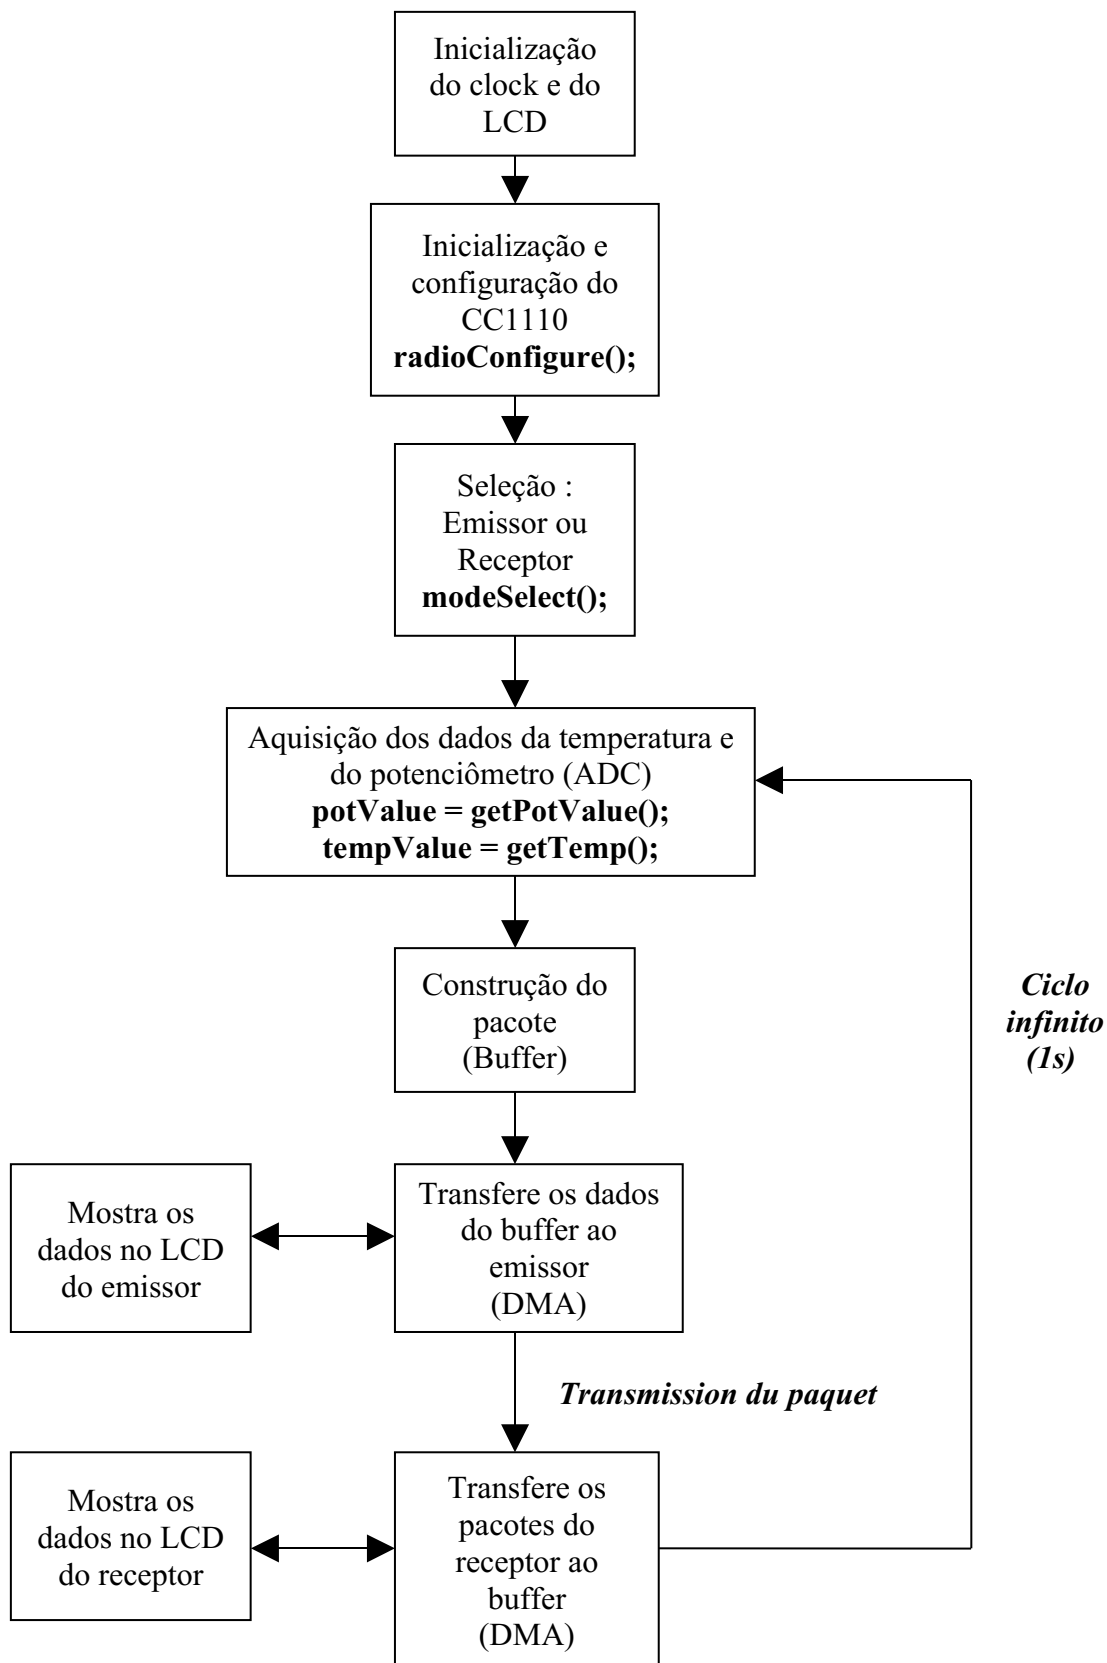 Inicialização
do clock e do
LCD
Inicialização e
configuração do
CC1110
radioConfigure();
Seleção :
Emissor ou
Receptor
modeSelect();
Aquisição dos dados da temperatura e
do potenciômetro (ADC)
potValue = getPotValue();
tempValue = getTemp();
Construção do
pacote
(Buffer)
Ciclo
infinito
(1s)
Mostra os
dados no LCD
do emissor
Transfere os dados
do buffer ao
emissor
(DMA)
Transmission du paquet
Mostra os
dados no LCD
do receptor
Transfere os
pacotes do
receptor ao
buffer
(DMA)